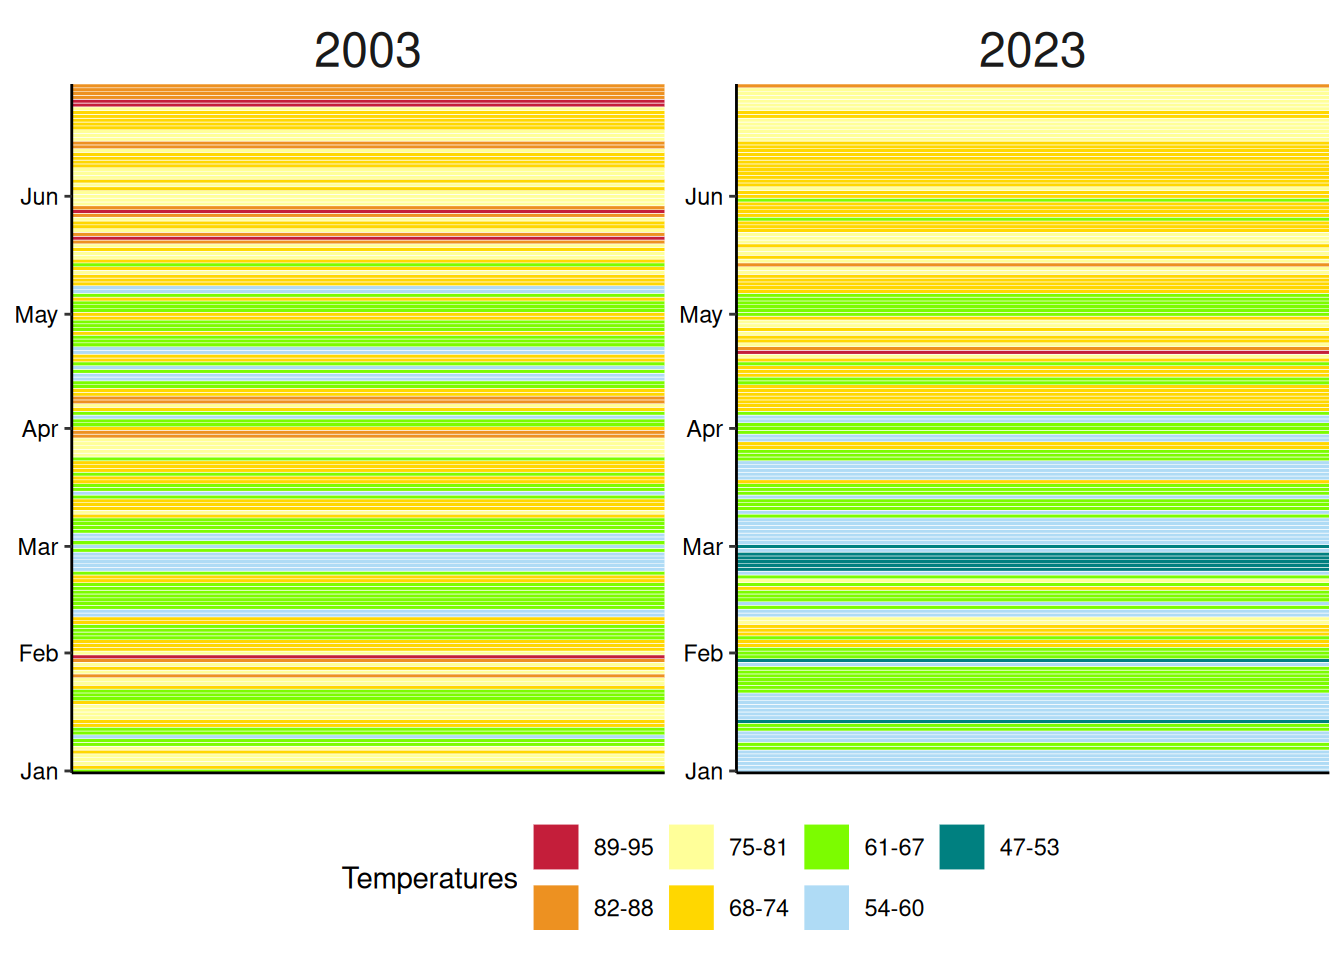 2003
2023
Jun
May
Apr
Mar
Feb
Jan
Jun
May
Apr
Mar
Feb
Jan
Temperatures
89-95
75-81
61-67
47-53
82-88
68-74
54-60